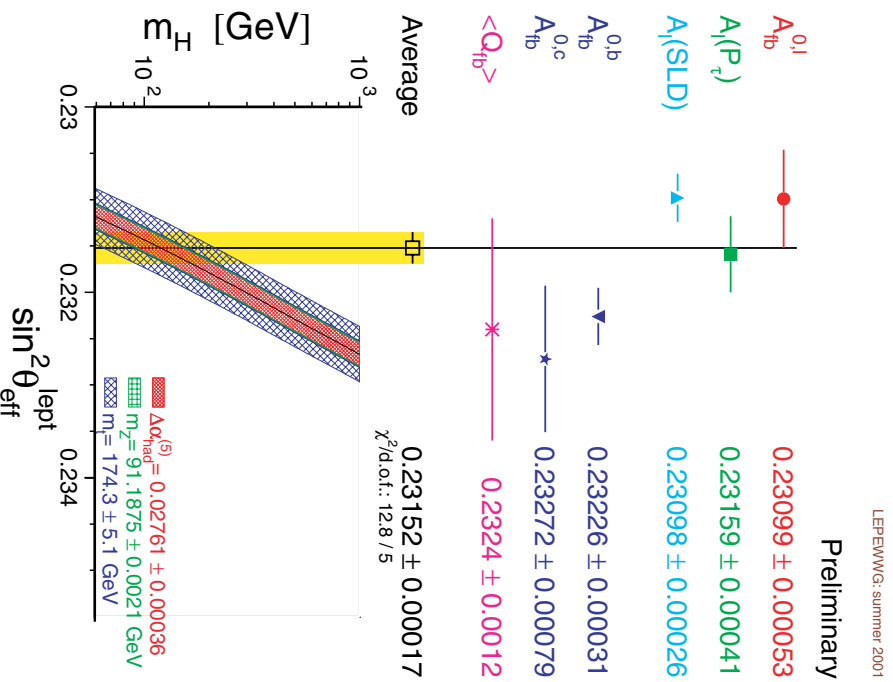 LEPEWWG: summer 2001
Preliminary
A_fb^0,l 0.23099 ± 0.00053
A_l(P_τ) 0.23159 ± 0.00041
A_l(SLD) 0.23098 ± 0.00026
A_fb^0,b 0.23226 ± 0.00031
A_fb^0,c 0.23272 ± 0.00079
<Q_fb> 0.2324 ± 0.0012
Average 0.23152 ± 0.00017
χ²/d.o.f.: 12.8 / 5
10³
10²
m_H [GeV]
0.23 0.232 0.234
sin²θ_eff^lept
Δα_had^(5) = 0.02761 ± 0.00036
m_Z= 91.1875 ± 0.0021 GeV
m_t= 174.3 ± 5.1 GeV